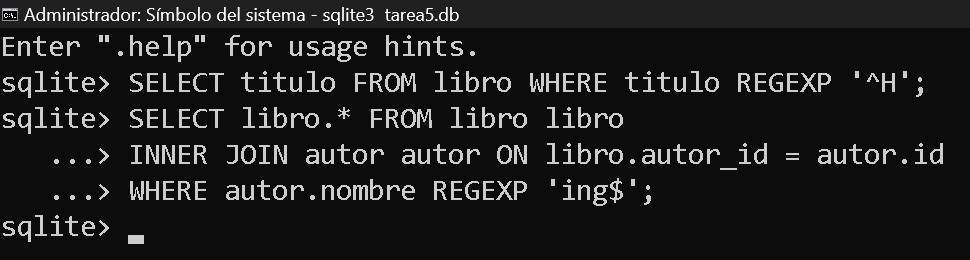 Administrador: Símbolo del sistema - sqlite3  tarea5.db
Enter ".help" for usage hints.
sqlite> SELECT titulo FROM libro WHERE titulo REGEXP '^H';
sqlite> SELECT libro.* FROM libro libro
   ...> INNER JOIN autor autor ON libro.autor_id = autor.id
   ...> WHERE autor.nombre REGEXP 'ing$';
sqlite>